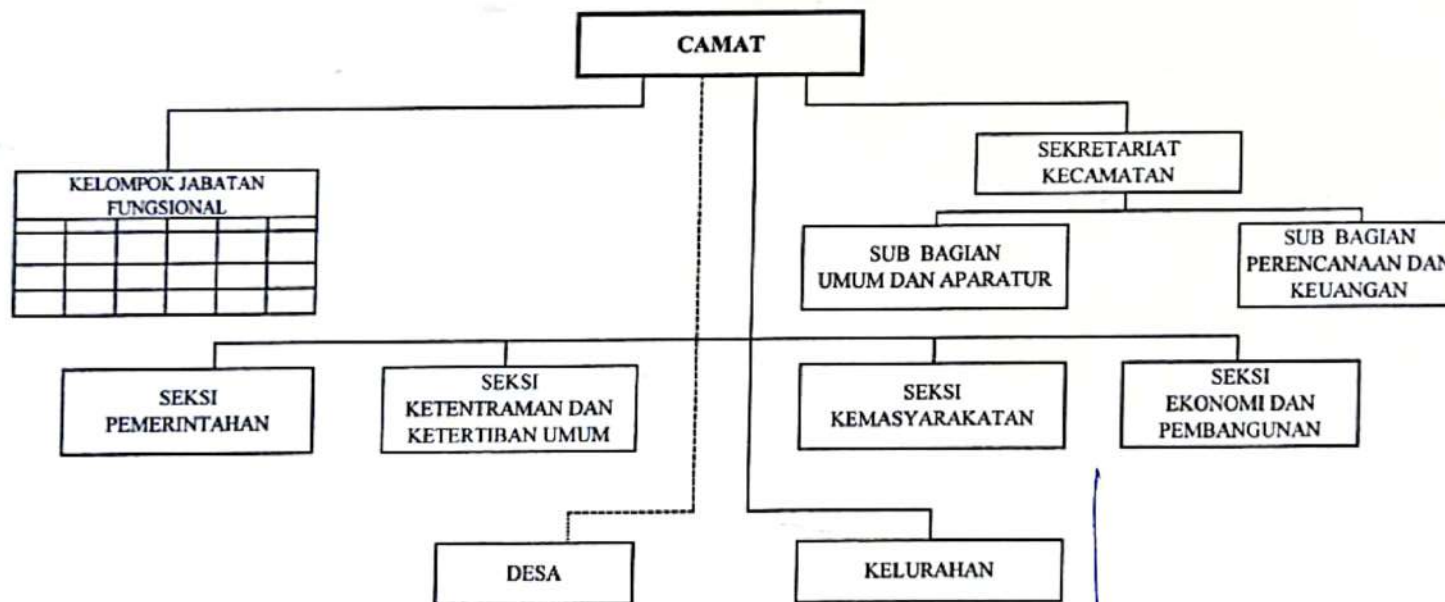 CAMAT
SEKRETARIAT
KECAMATAN
KELOMPOK JABATAN
FUNGSIONAL
SUB BAGIAN
UMUM DAN APARATUR
SUB BAGIAN
PERENCANAAN DAN
KEUANGAN
SEKSI
PEMERINTAHAN
SEKSI
KETENTRAMAN DAN
KETERTIBAN UMUM
SEKSI
KEMASYARAKATAN
SEKSI
EKONOMI DAN
PEMBANGUNAN
DESA
KELURAHAN